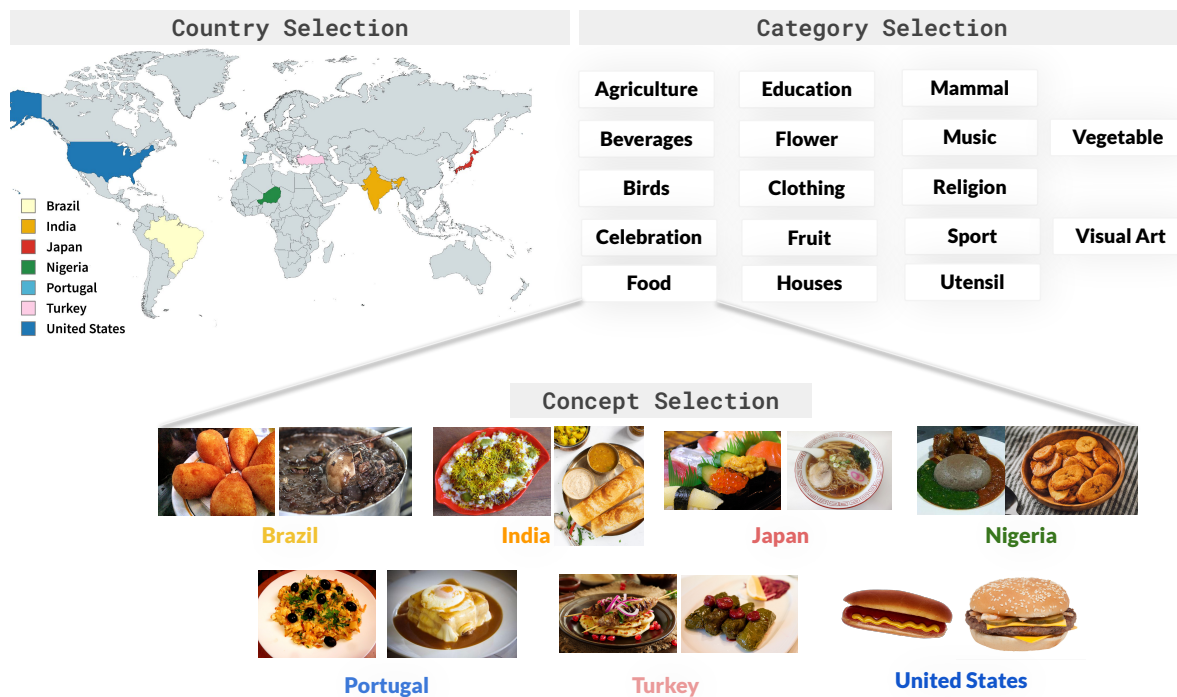 Country Selection
Category Selection
Brazil
India
Japan
Nigeria
Portugal
Turkey
United States
Agriculture
Education
Mammal
Beverages
Flower
Music
Vegetable
Birds
Clothing
Religion
Celebration
Fruit
Sport
Visual Art
Food
Houses
Utensil
Concept Selection
Brazil
India
Japan
Nigeria
Portugal
Turkey
United States